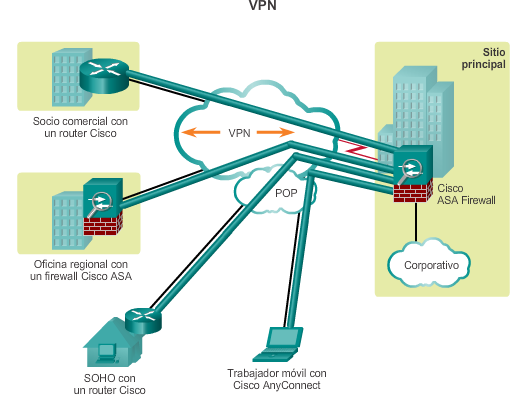 VPN
Sitio
principal
Socio comercial con
un router Cisco
VPN
Cisco
ASA Firewall
POP
Oficina regional con
un firewall Cisco ASA
Corporativo
SOHO con
un router Cisco
Trabajador móvil con
Cisco AnyConnect